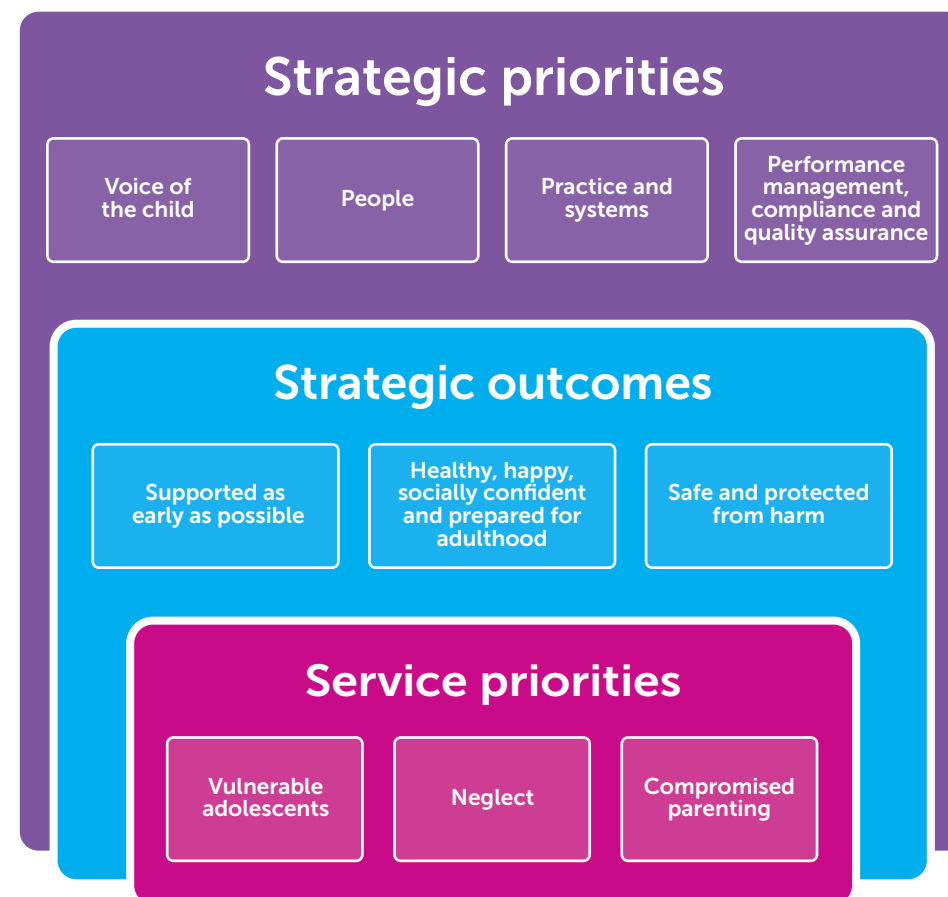 Strategic priorities
Voice of
the child
People
Practice and
systems
Performance
management,
compliance and
quality assurance
Strategic outcomes
Supported as
early as possible
Healthy, happy,
socially confident
and prepared for
adulthood
Safe and protected
from harm
Service priorities
Vulnerable
adolescents
Neglect
Compromised
parenting